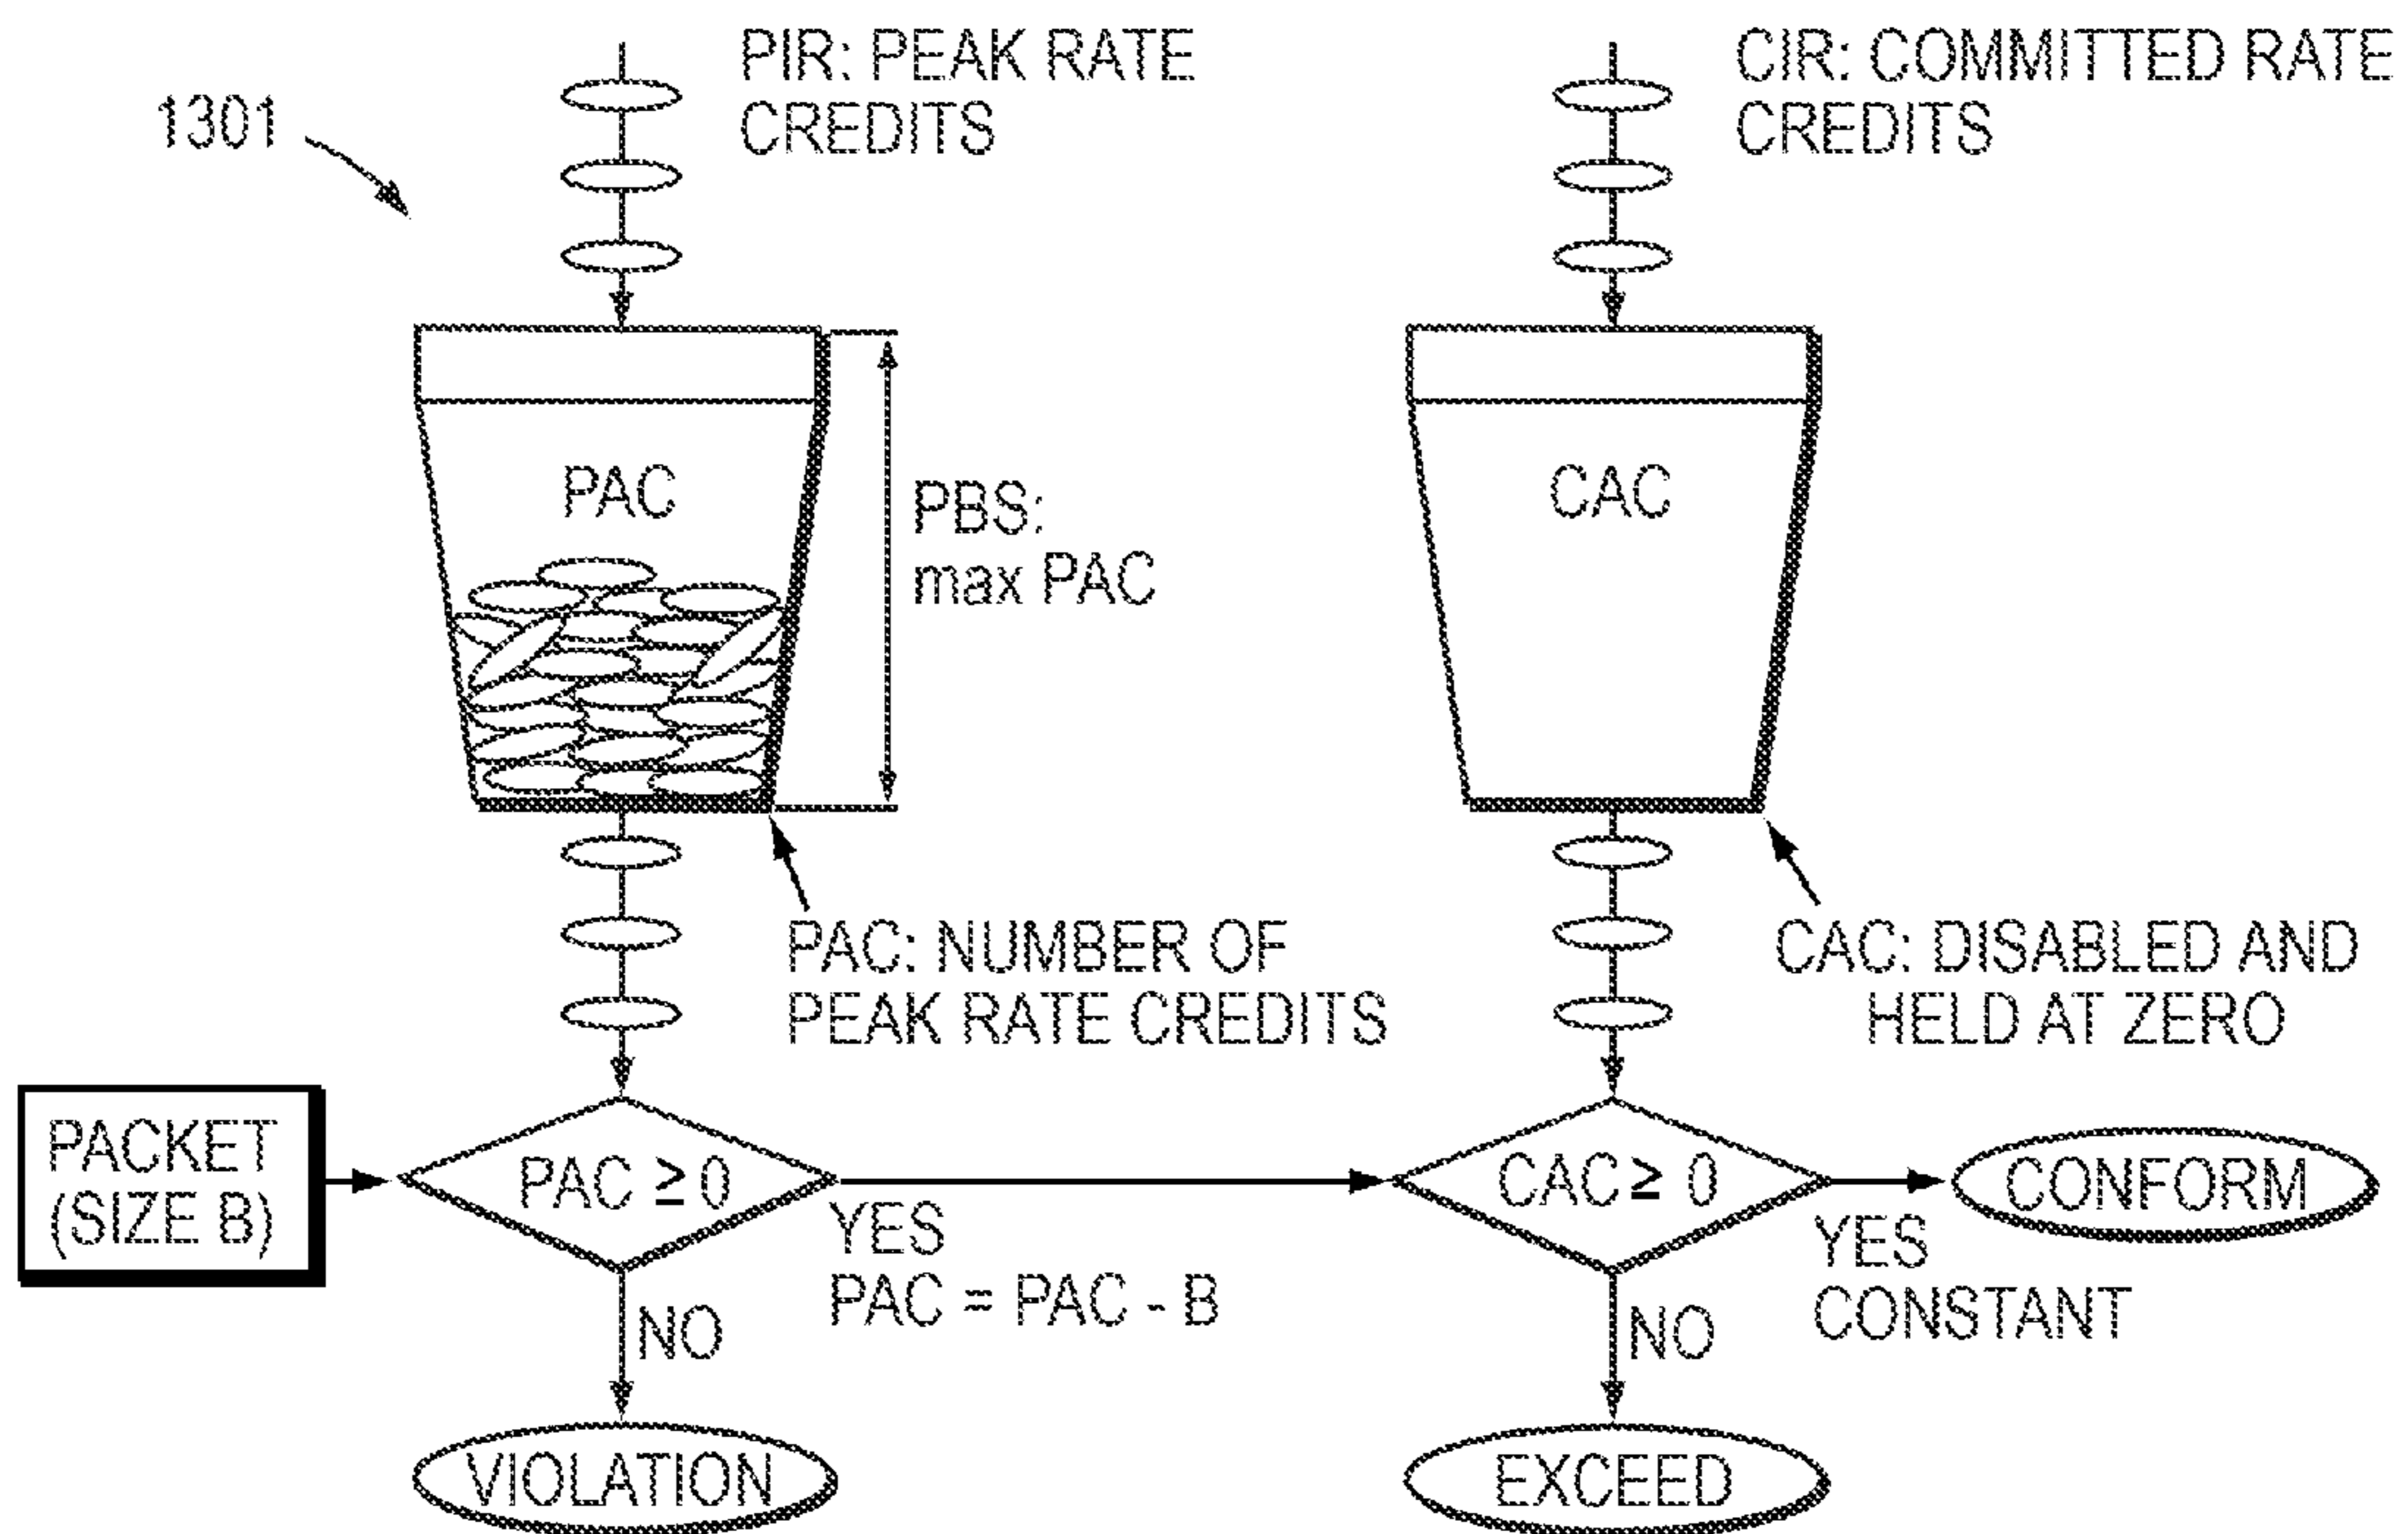 PIR: PEAK RATE
CREDITS
CIR: COMMITTED RATE
CREDITS
1301
PAC
PBS:
max PAC
CAC
PAC: NUMBER OF
PEAK RATE CREDITS
CAC: DISABLED AND
HELD AT ZERO
PACKET
(SIZE B)
PAC ≥ 0
YES
PAC = PAC - B
CAC ≥ 0
YES
CONSTANT
CONFORM
NO
NO
VIOLATION
EXCEED